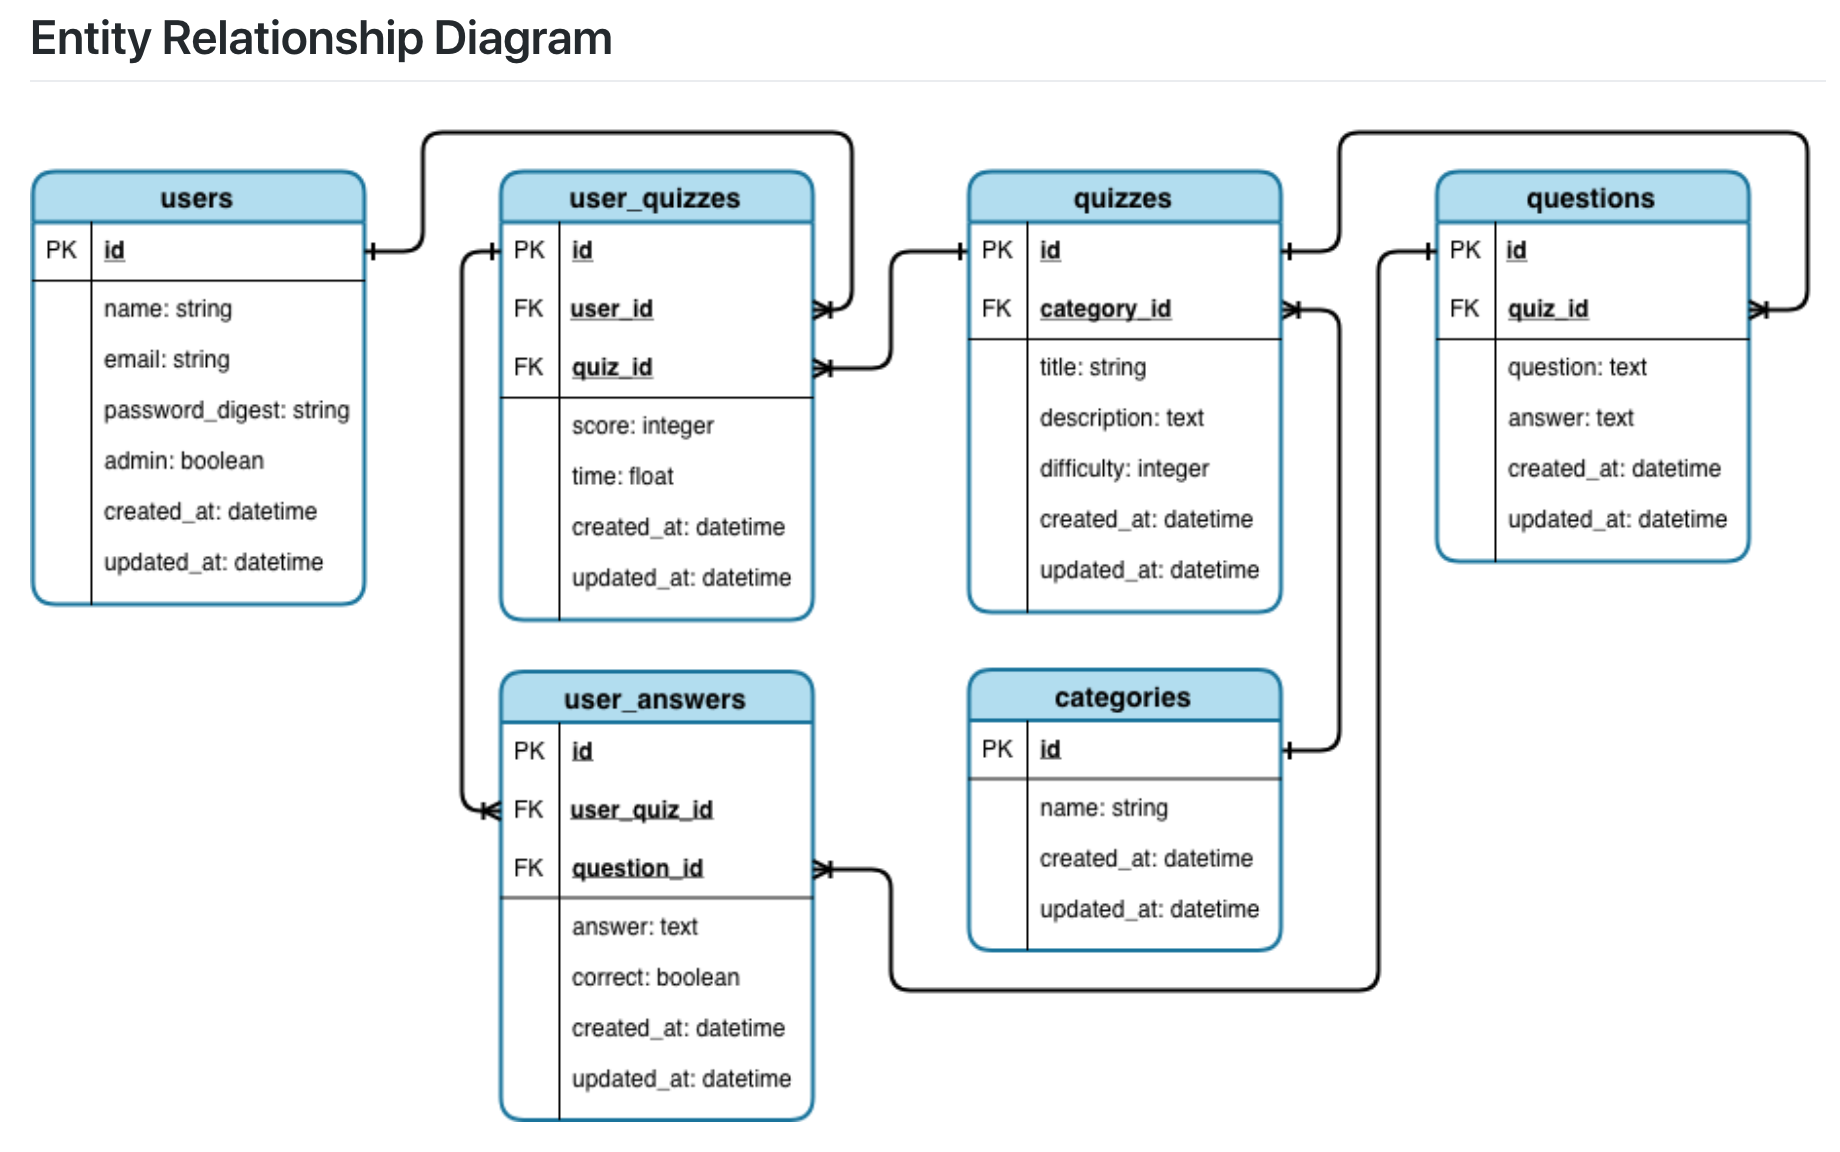 Entity Relationship Diagram
users
PK id
name: string
email: string
password_digest: string
admin: boolean
created_at: datetime
updated_at: datetime
user_quizzes
PK id
FK user_id
FK quiz_id
score: integer
time: float
created_at: datetime
updated_at: datetime
quizzes
PK id
FK category_id
title: string
description: text
difficulty: integer
created_at: datetime
updated_at: datetime
questions
PK id
FK quiz_id
question: text
answer: text
created_at: datetime
updated_at: datetime
user_answers
PK id
FK user_quiz_id
FK question_id
answer: text
correct: boolean
created_at: datetime
updated_at: datetime
categories
PK id
name: string
created_at: datetime
updated_at: datetime